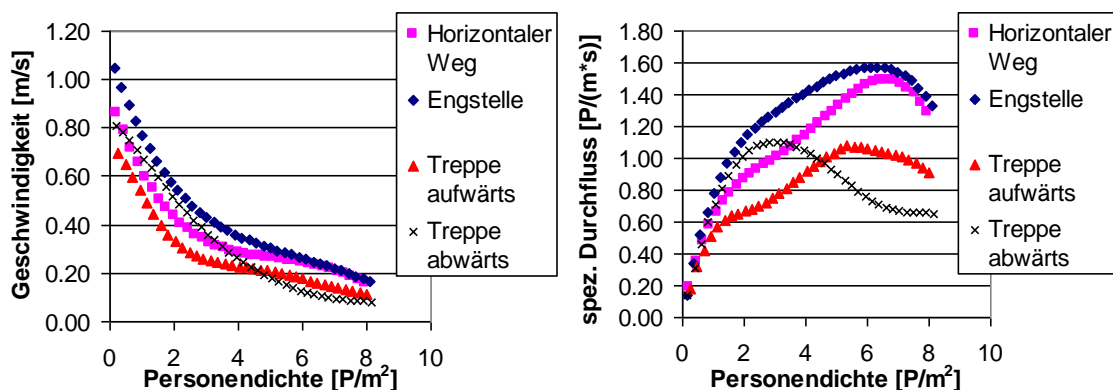 Geschwindigkeit [m/s]
1.20
1.00
0.80
0.60
0.40
0.20
0.00
0
2
4
6
8
10
Personendichte [P/m²]
Horizontaler
Weg
Engstelle
Treppe
aufwärts
Treppe
abwärts
spez. Durchfluss [P/(m*s)]
1.80
1.60
1.40
1.20
1.00
0.80
0.60
0.40
0.20
0.00
0
2
4
6
8
10
Personendichte [P/m²]
Horizontaler
Weg
Engstelle
Treppe
aufwärts
Treppe
abwärts